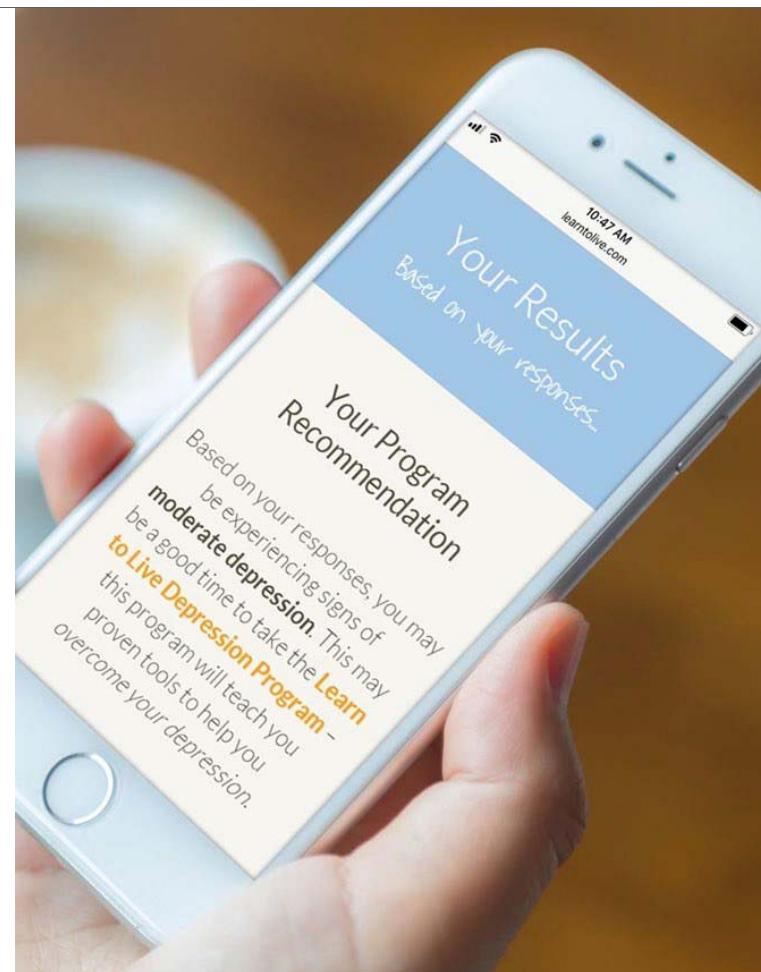 10:47 AM
learntolive.com
Your Results
Based on your responses...
Your Program
Recommendation
Based on your responses, you may
be experiencing signs of
moderate depression. This may
be a good time to take the Learn
to Live Depression Program –
this program will teach you
proven tools to help you
overcome your depression.